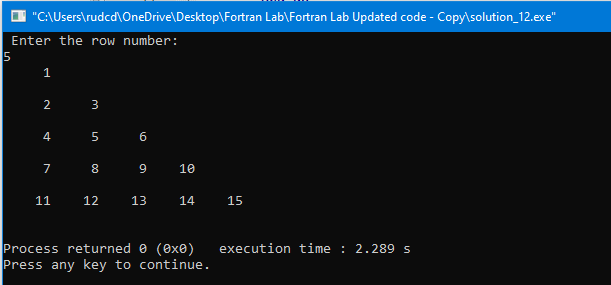 "C:\Users\rudcd\OneDrive\Desktop\Fortran Lab\Fortran Lab Updated code - Copy\solution_12.exe"
Enter the row number:
5
1
2 3
4 5 6
7 8 9 10
11 12 13 14 15
Process returned 0 (0x0) execution time : 2.289 s
Press any key to continue.